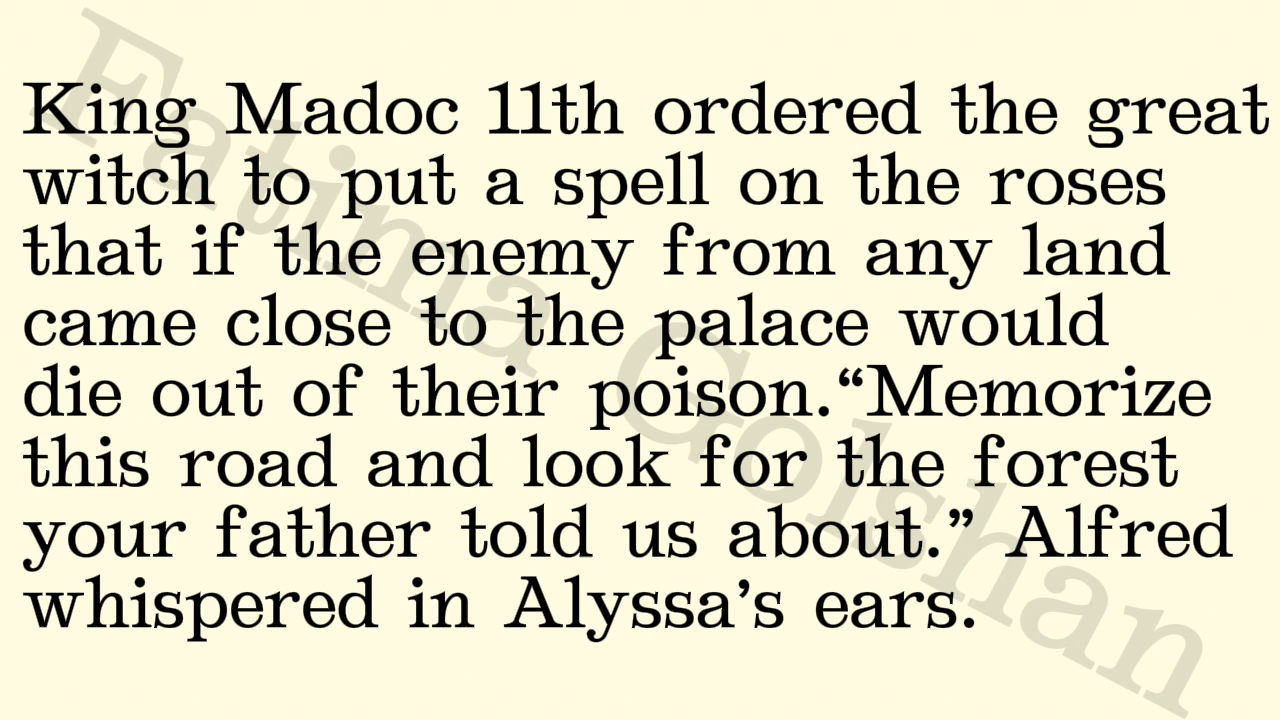 King Madoc 11th ordered the great
witch to put a spell on the roses
that if the enemy from any land
came close to the palace would
die out of their poison.“Memorize
this road and look for the forest
your father told us about.” Alfred
whispered in Alyssa’s ears.
Fatima Golshan